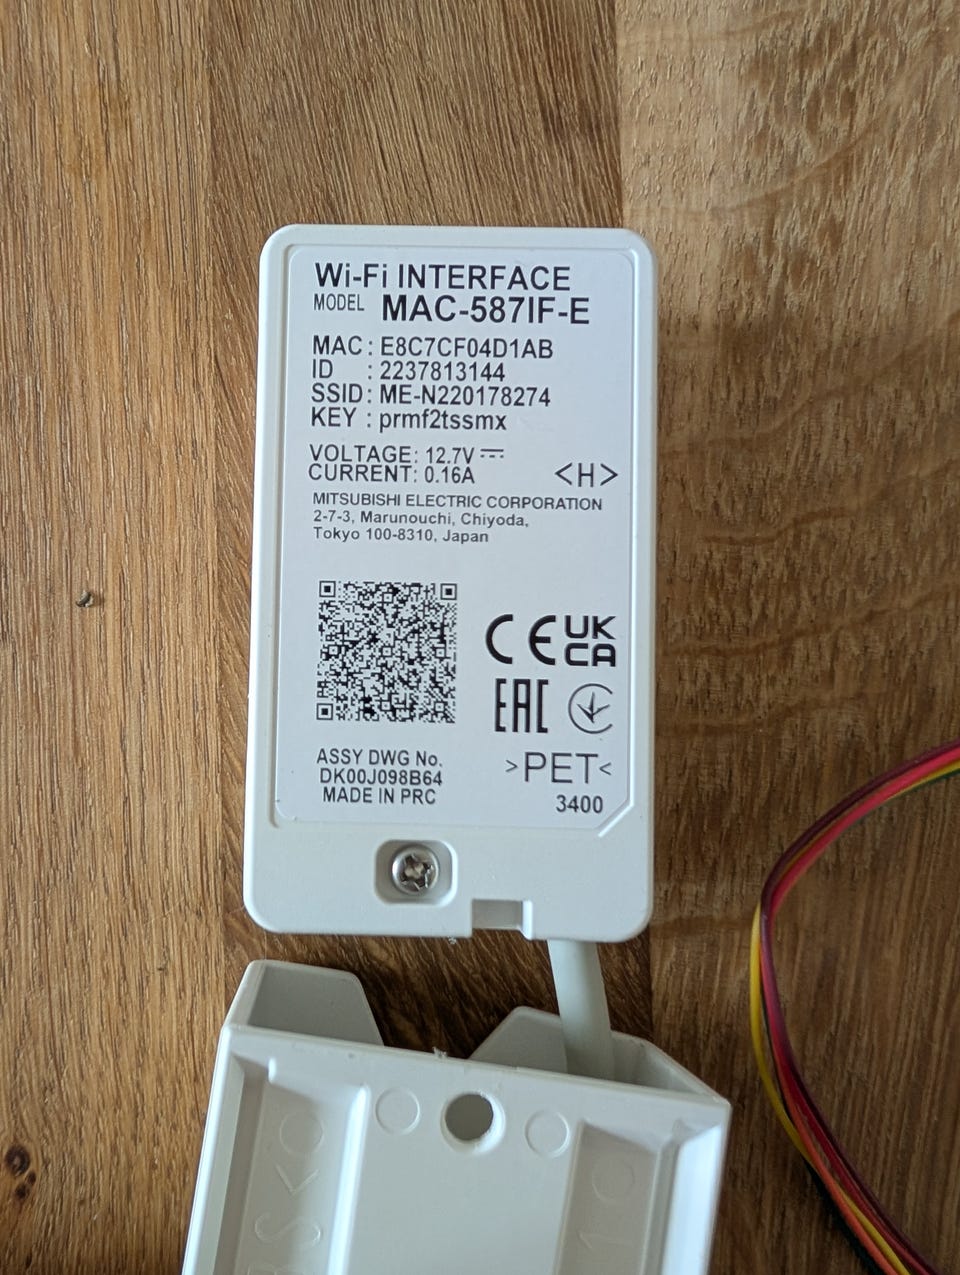 Wi-Fi INTERFACE
MODEL MAC-587IF-E
MAC : E8C7CF04D1AB
ID : 2237813144
SSID : ME-N220178274
KEY : prmf2tssmx
VOLTAGE : 12.7V
CURRENT : 0.16A <H>
MITSUBISHI ELECTRIC CORPORATION
2-7-3, Marunouchi, Chiyoda,
Tokyo 100-8310, Japan
CE UK
CA
EAC
ASSY DWG No.
DK00J098B64
MADE IN PRC
>PET<
3400